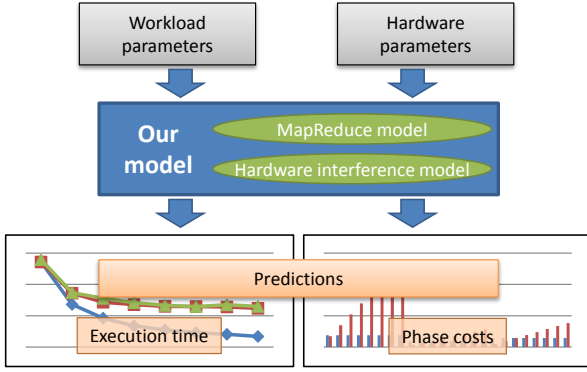 Workload
parameters
Hardware
parameters
Our
model
MapReduce model
Hardware interference model
Predictions
Execution time
Phase costs